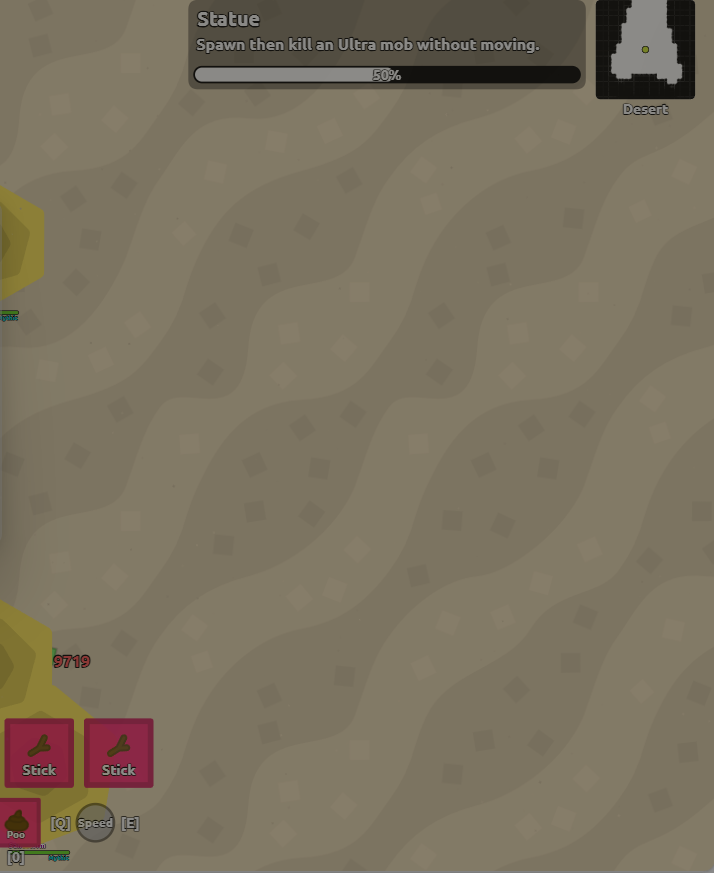 Statue
Spawn then kill an Ultra mob without moving.
50%
Desert
9719
Stick
Stick
Poo
[Q]
Speed
[E]
[0]